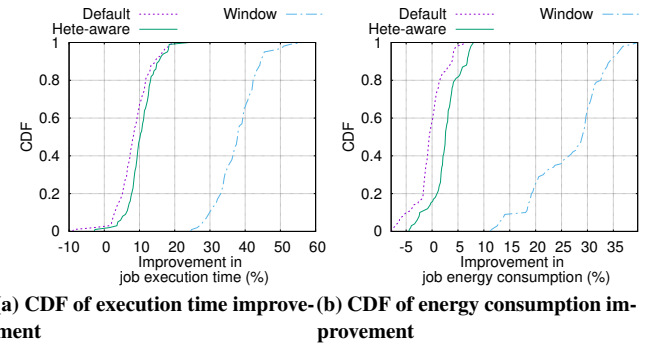 Default
Hete-aware
Window
1
0.8
0.6
0.4
0.2
0
CDF
-10 0 10 20 30 40 50 60
Improvement in
job execution time (%)
Default
Hete-aware
Window
1
0.8
0.6
0.4
0.2
0
CDF
-5 0 5 10 15 20 25 30 35
Improvement in
job energy consumption (%)
a) CDF of execution time improve-
ment
(b) CDF of energy consumption im-
provement